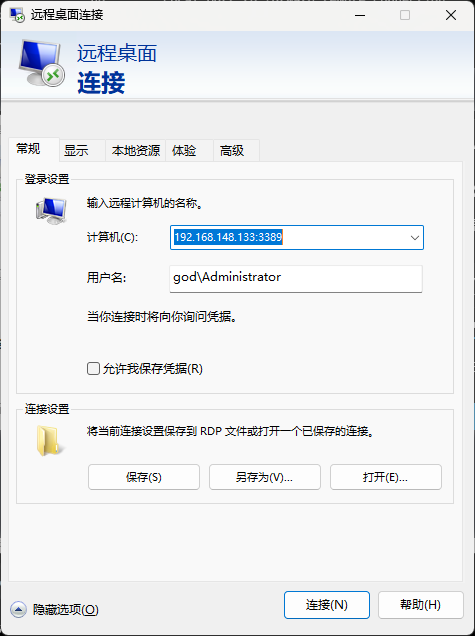 远程桌面连接
远程桌面
连接
常规 显示 本地资源 体验 高级
登录设置
输入远程计算机的名称。
计算机(C): 192.168.148.133:3389
用户名: god\Administrator
当你连接时将向你询问凭据。
允许我保存凭据(R)
连接设置
将当前连接设置保存到 RDP 文件或打开一个已保存的连接。
保存(S) 另存为(V)... 打开(E)...
隐藏选项(O) 连接(N) 帮助(H)